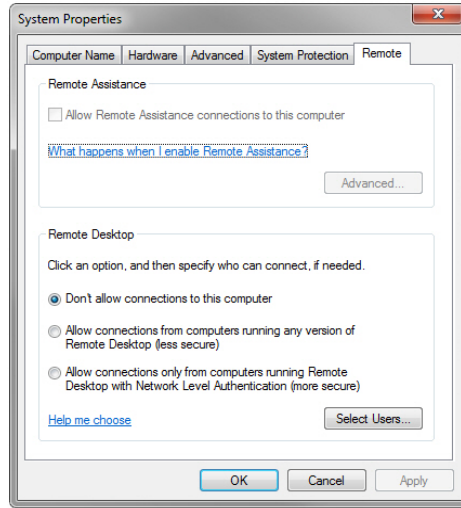 System Properties
Computer Name Hardware Advanced System Protection Remote
Remote Assistance
Allow Remote Assistance connections to this computer
What happens when I enable Remote Assistance?
Advanced...
Remote Desktop
Click an option, and then specify who can connect, if needed.
Don't allow connections to this computer
Allow connections from computers running any version of
Remote Desktop (less secure)
Allow connections only from computers running Remote
Desktop with Network Level Authentication (more secure)
Help me choose
Select Users...
OK Cancel Apply